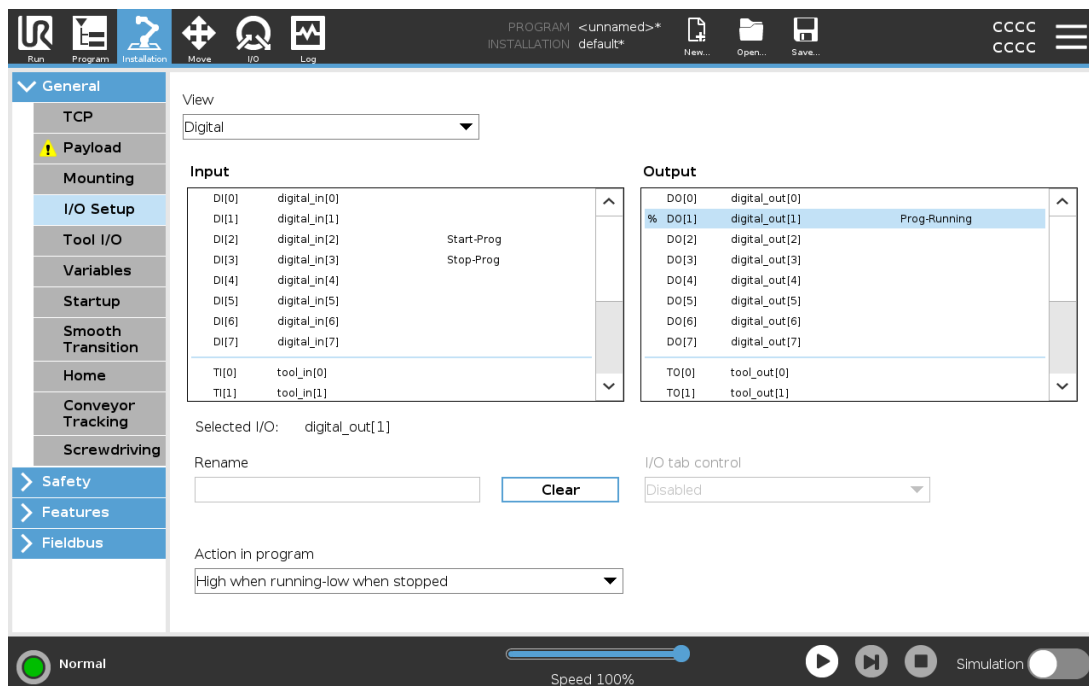 PROGRAM <unnamed>*
INSTALLATION default*
CCCC
CCCC
Run Program Installation Move I/O Log New... Open... Save...
General
TCP
Payload
Mounting
I/O Setup
Tool I/O
Variables
Startup
Smooth
Transition
Home
Conveyor
Tracking
Screwdriving
Safety
Features
Fieldbus
View
Digital
Input
DI[0] digital_in[0]
DI[1] digital_in[1]
DI[2] digital_in[2] Start-Prog
DI[3] digital_in[3] Stop-Prog
DI[4] digital_in[4]
DI[5] digital_in[5]
DI[6] digital_in[6]
DI[7] digital_in[7]
TI[0] tool_in[0]
TI[1] tool_in[1]
Output
DO[0] digital_out[0]
% DO[1] digital_out[1] Prog-Running
DO[2] digital_out[2]
DO[3] digital_out[3]
DO[4] digital_out[4]
DO[5] digital_out[5]
DO[6] digital_out[6]
DO[7] digital_out[7]
TO[0] tool_out[0]
TO[1] tool_out[1]
Selected I/O: digital_out[1]
Rename
Clear
I/O tab control
Disabled
Action in program
High when running-low when stopped
Normal
Speed 100%
Simulation